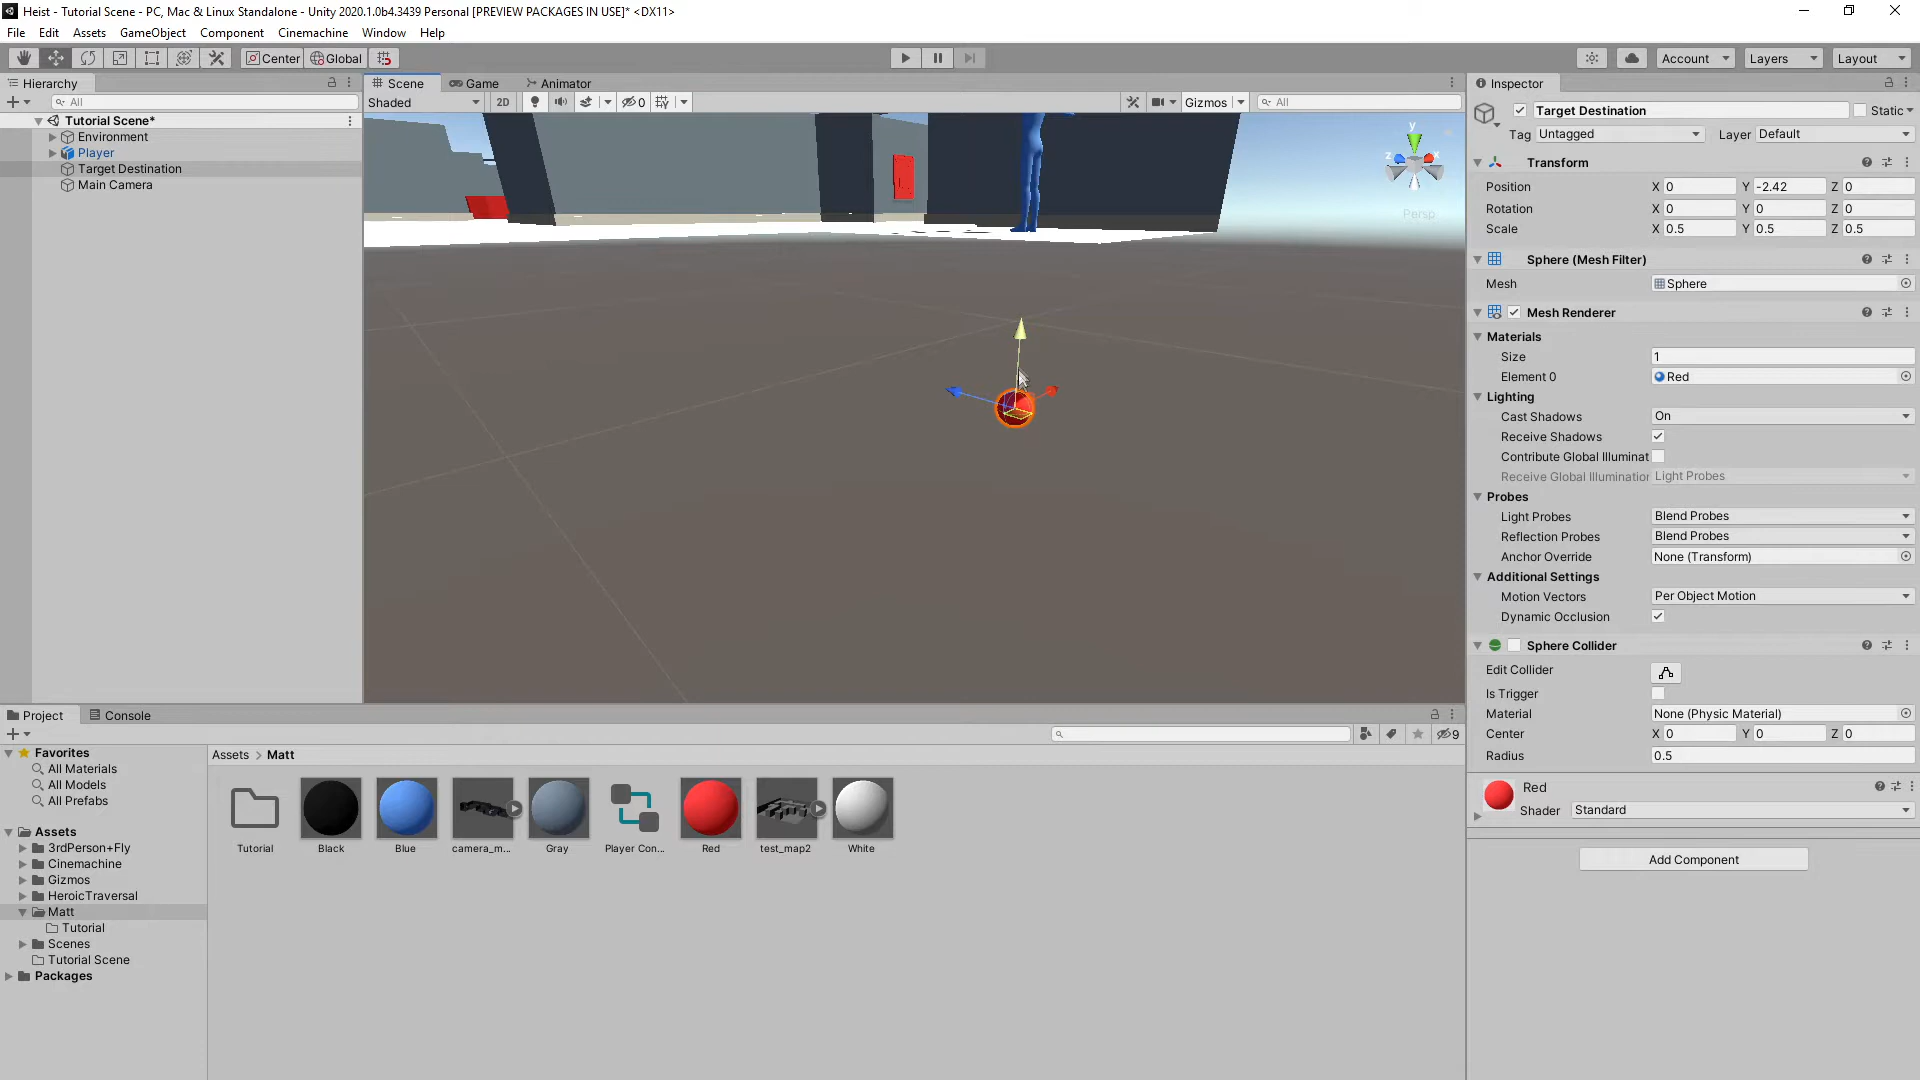 Heist - Tutorial Scene - PC, Mac & Linux Standalone - Unity 2020.1.0b4.3439 Personal [PREVIEW PACKAGES IN USE]* <DX11>
File Edit Assets GameObject Component Cinemachine Window Help
Center Global Account Layers Layout
Hierarchy
All
Tutorial Scene*
Environment
Player
Target Destination
Main Camera
Scene Game Animator
Shaded 2D 0 Gizmos All
y
z x
Persp
Inspector
Target Destination Static
Tag Untagged Layer Default
Transform
Position X 0 Y -2.42 Z 0
Rotation X 0 Y 0 Z 0
Scale X 0.5 Y 0.5 Z 0.5
Sphere (Mesh Filter)
Mesh Sphere
Mesh Renderer
Materials
Size 1
Element 0 Red
Lighting
Cast Shadows On
Receive Shadows
Contribute Global Illuminat
Receive Global Illumination Light Probes
Probes
Light Probes Blend Probes
Reflection Probes Blend Probes
Anchor Override None (Transform)
Additional Settings
Motion Vectors Per Object Motion
Dynamic Occlusion
Sphere Collider
Edit Collider
Is Trigger
Material None (Physic Material)
Center X 0 Y 0 Z 0
Radius 0.5
Red
Shader Standard
Add Component
Project Console
9
Favorites
All Materials
All Models
All Prefabs
Assets
3rdPerson+Fly
Cinemachine
Gizmos
HeroicTraversal
Matt
Tutorial
Scenes
Tutorial Scene
Packages
Assets > Matt
Tutorial Black Blue camera_m... Gray Player Con... Red test_map2 White